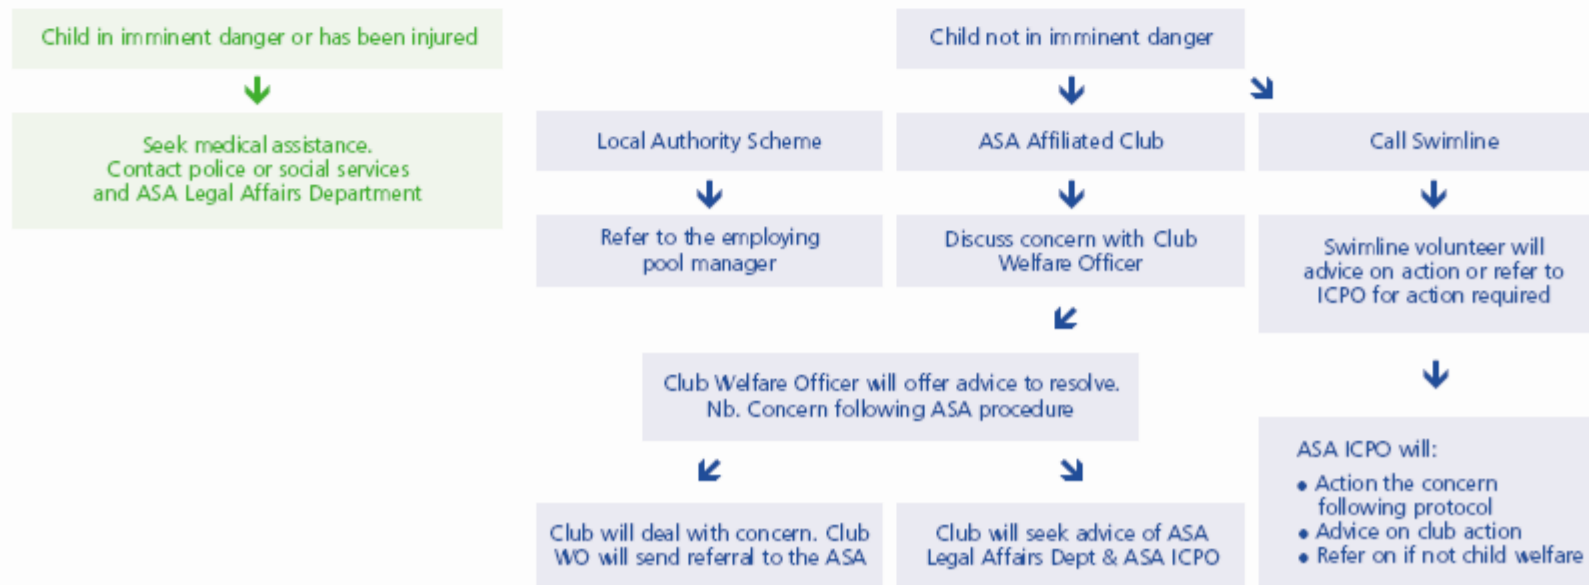 Child in imminent danger or has been injured
Seek medical assistance.
Contact police or social services
and ASA Legal Affairs Department
Child not in imminent danger
Local Authority Scheme
Refer to the employing
pool manager
ASA Affiliated Club
Discuss concern with Club
Welfare Officer
Club Welfare Officer will offer advice to resolve.
Nb. Concern following ASA procedure
Club will deal with concern. Club
WO will send referral to the ASA
Club will seek advice of ASA
Legal Affairs Dept & ASA ICPO
Call Swimline
Swimline volunteer will
advice on action or refer to
ICPO for action required
ASA ICPO will:
• Action the concern
following protocol
• Advice on club action
• Refer on if not child welfare